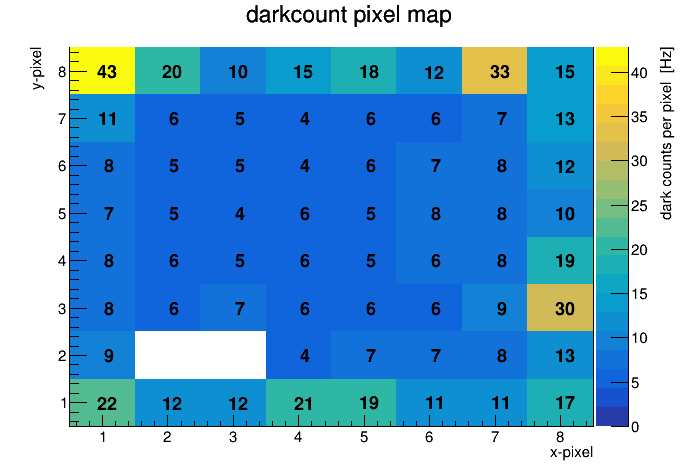 darkcount pixel map
y-pixel
dark counts per pixel [Hz]
8 43 20 10 15 18 12 33 15
7 11 6 5 4 6 6 7 13
6 8 5 5 4 6 7 8 12
5 7 5 4 6 5 8 8 10
4 8 6 5 6 5 6 8 19
3 8 6 7 6 6 6 9 30
2 9 4 7 7 8 13
1 22 12 12 21 19 11 11 17
1 2 3 4 5 6 7 8
x-pixel
40
35
30
25
20
15
10
5
0